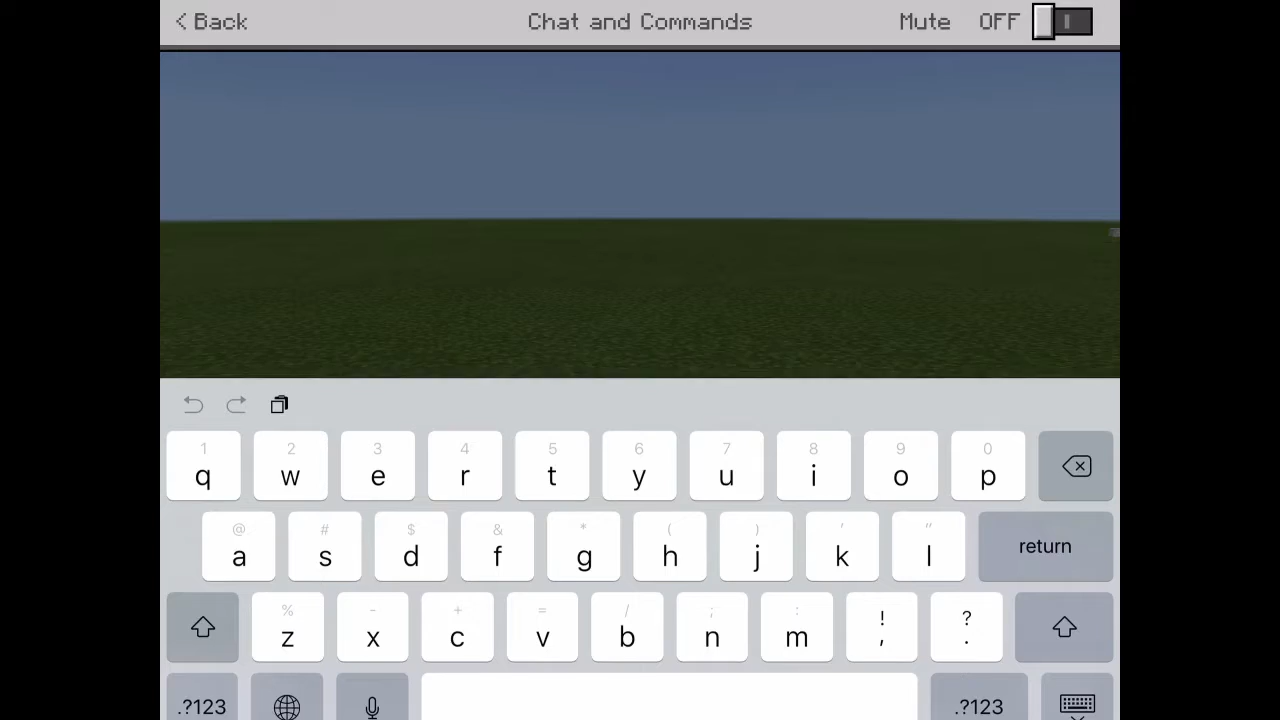 Back Chat and Commands Mute OFF
1 2 3 4 5 6 7 8 9 0
q w e r t y u i o p
@ # $ & * ( ) ' "
a s d f g h j k l return
% - + = / ; : ! ?
z x c v b n m , .
.?123 .?123